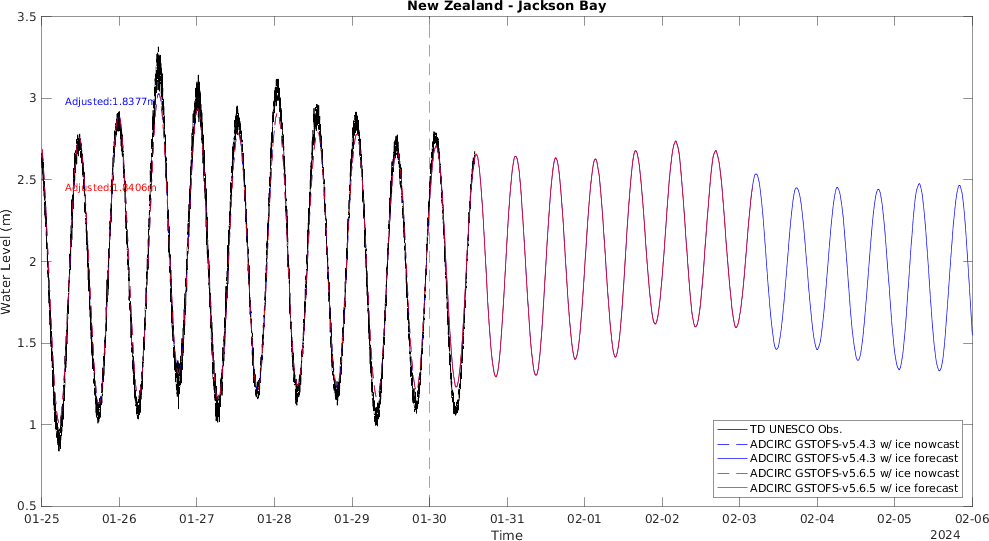 New Zealand - Jackson Bay
3.5
3
2.5
2
1.5
1
0.5
Water Level (m)
Adjusted:1.8377m
Adjusted:1.8406m
TD UNESCO Obs.
ADCIRC GSTOFS-v5.4.3 w/ ice nowcast
ADCIRC GSTOFS-v5.4.3 w/ ice forecast
ADCIRC GSTOFS-v5.6.5 w/ ice nowcast
ADCIRC GSTOFS-v5.6.5 w/ ice forecast
01-25 01-26 01-27 01-28 01-29 01-30 01-31 02-01 02-02 02-03 02-04 02-05 02-06
Time
2024